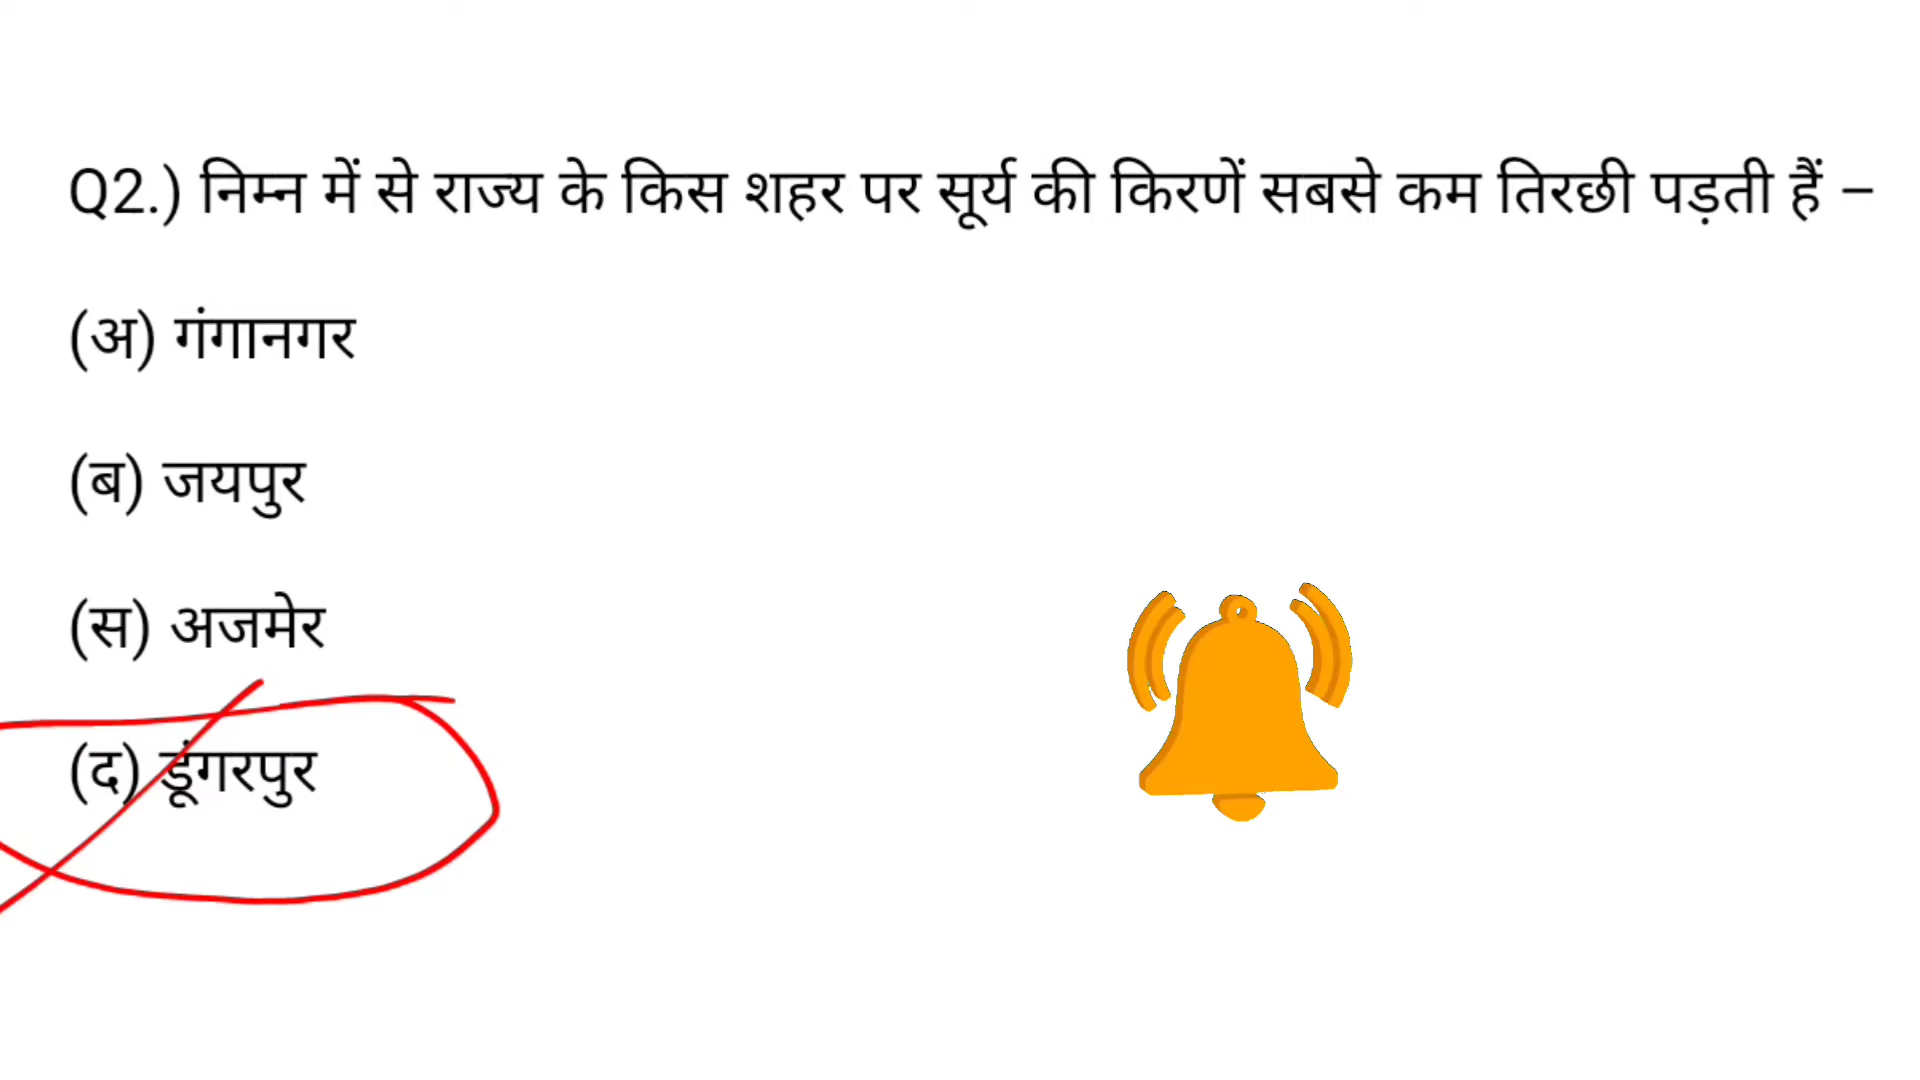 Q2.) निम्न में से राज्य के किस शहर पर सूर्य की किरणें सबसे कम तिरछी पड़ती हैं –
(अ) गंगानगर
(ब) जयपुर
(स) अजमेर
(द) डूंगरपुर